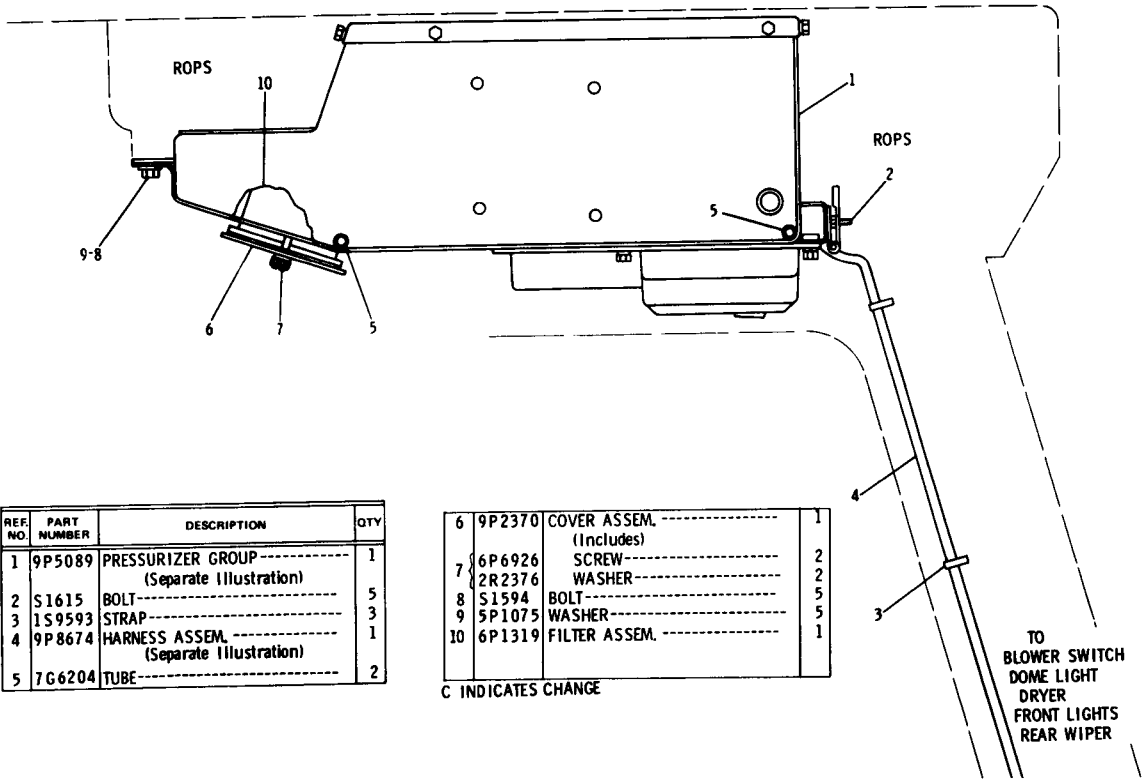 ROPS
10
1
ROPS
2
5
9-8
6
7
5
4
3
TO
BLOWER SWITCH
DOME LIGHT
DRYER
FRONT LIGHTS
REAR WIPER
REF. NO. PART NUMBER DESCRIPTION QTY
1 9P5089 PRESSURIZER GROUP 1
(Separate Illustration)
2 S1615 BOLT 5
3 1S9593 STRAP 3
4 9P8674 HARNESS ASSEM. 1
(Separate Illustration)
5 7G6204 TUBE 2
6 9P2370 COVER ASSEM. 1
(Includes)
7 { 6P6926 SCREW 2
2R2376 WASHER 2
8 S1594 BOLT 5
9 5P1075 WASHER 5
10 6P1319 FILTER ASSEM. 1
C INDICATES CHANGE